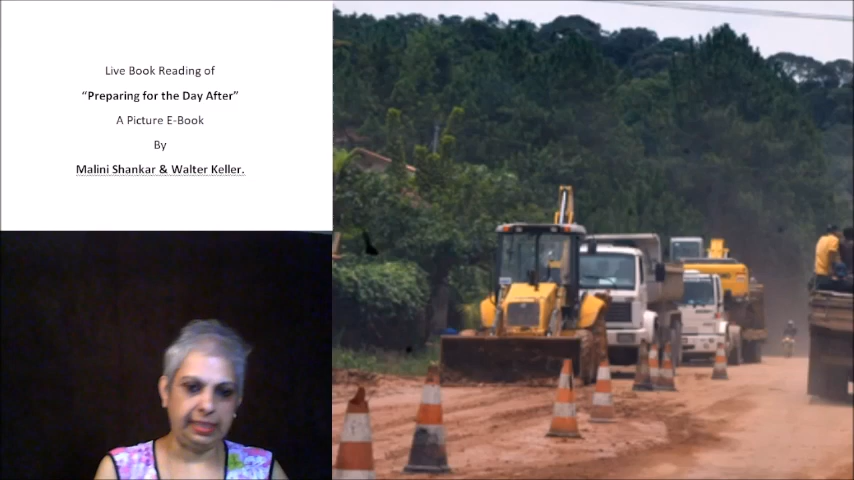 Live Book Reading of
“Preparing for the Day After”
A Picture E-Book
By
Malini Shankar & Walter Keller.